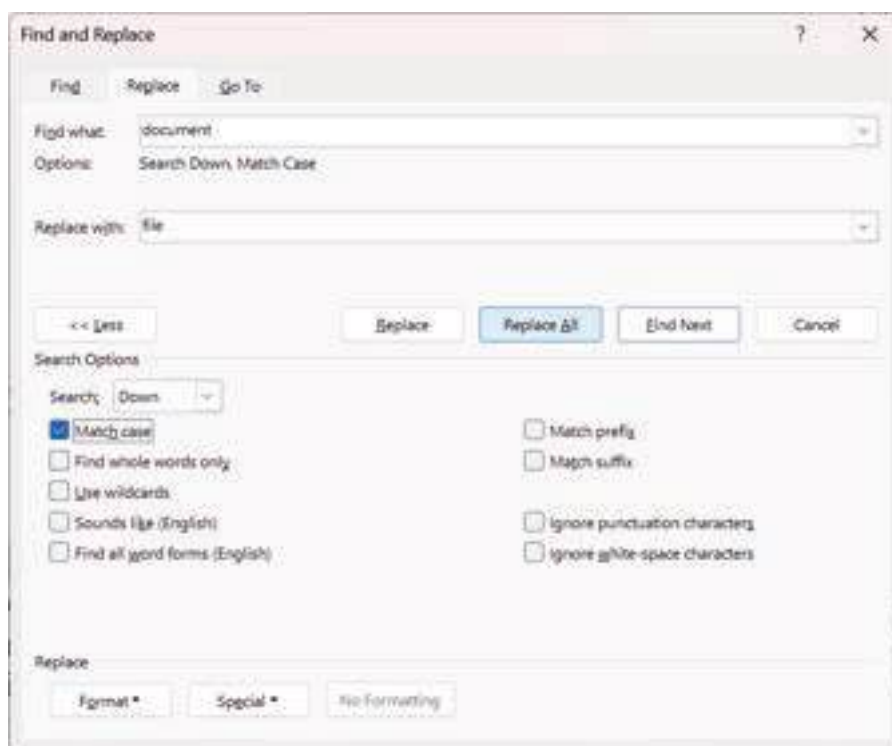 Find and Replace ? X
Find Replace Go To
Find what: document
Options: Search Down, Match Case
Replace with: file
<< Less Replace Replace All Find Next Cancel
Search Options
Search: Down
Match case Match prefix
Find whole words only Match suffix
Use wildcards
Sounds like (English) Ignore punctuation characters
Find all word forms (English) Ignore white-space characters
Replace
Format Special No Formatting